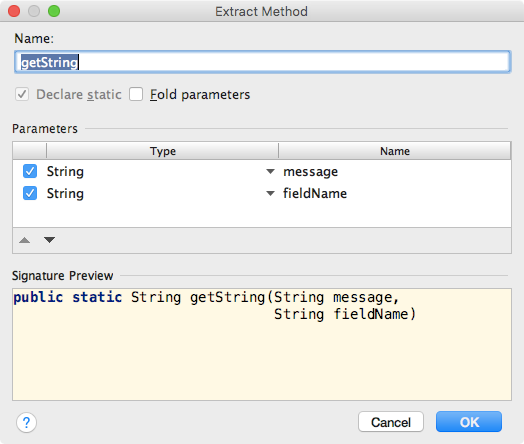 Extract Method
Name:
getString
Declare static Fold parameters
Parameters
Type Name
String message
String fieldName
Signature Preview
public static String getString(String message,
String fieldName)
? Cancel OK